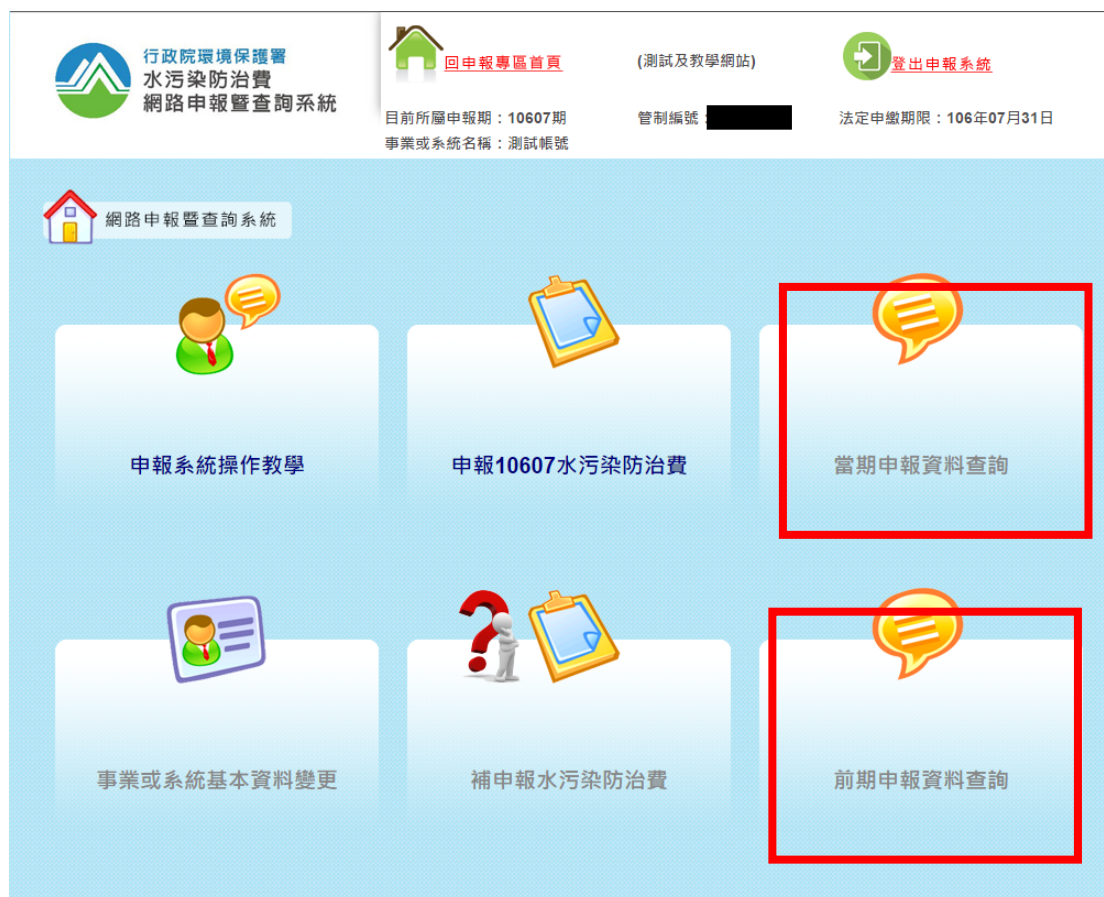 行政院環境保護署
水污染防治費
網路申報暨查詢系統
回申報專區首頁
(測試及教學網站)
登出申報系統
目前所屬申報期：10607期
管制編號：
法定申繳期限：106年07月31日
事業或系統名稱：測試帳號
網路申報暨查詢系統
申報系統操作教學
申報10607水污染防治費
當期申報資料查詢
事業或系統基本資料變更
補申報水污染防治費
前期申報資料查詢